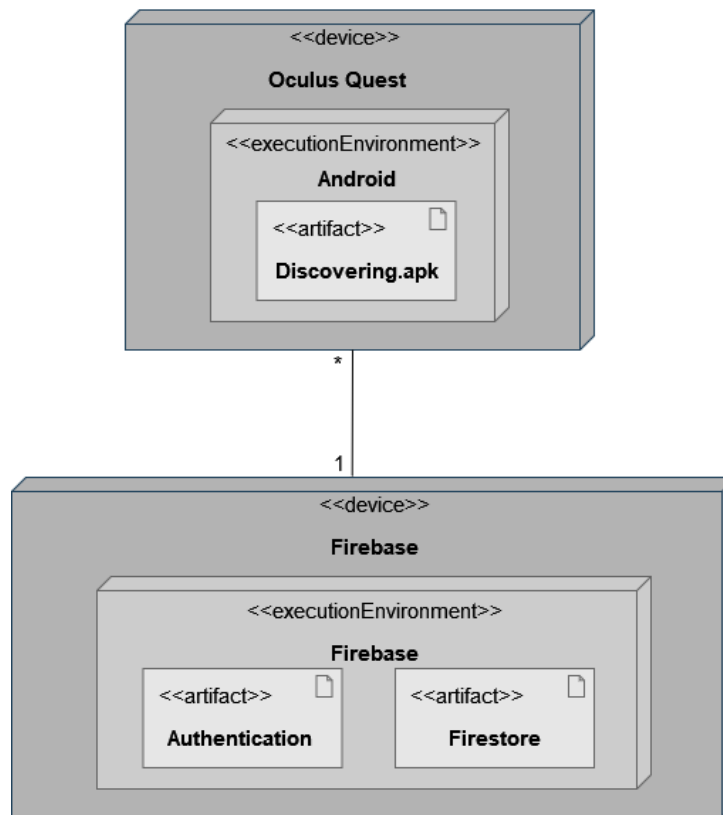 <<device>>
Oculus Quest
<<executionEnvironment>>
Android
<<artifact>>
Discovering.apk
*
1
<<device>>
Firebase
<<executionEnvironment>>
Firebase
<<artifact>>
Authentication
<<artifact>>
Firestore